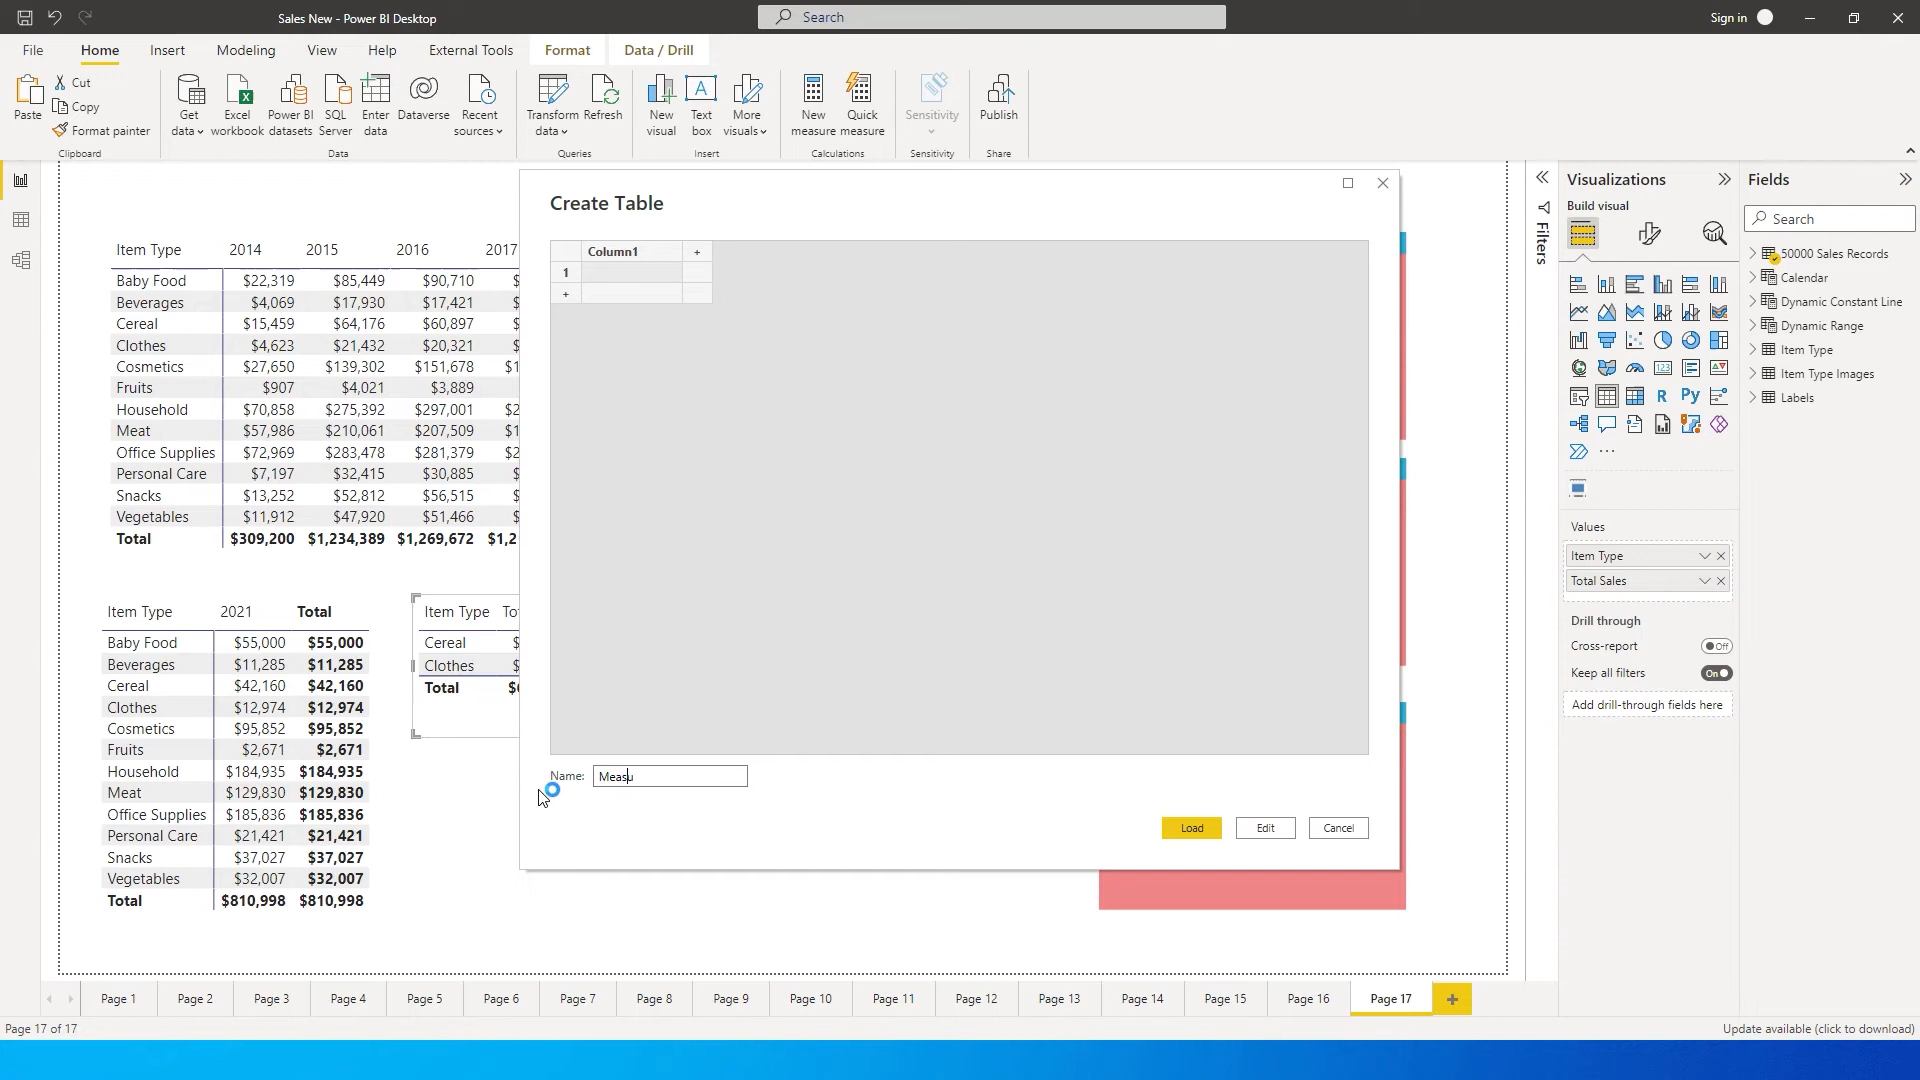 Sales New - Power BI Desktop
Search
Sign in
File
Home
Insert
Modeling
View
Help
External Tools
Format
Data / Drill
Paste
Cut
Copy
Format painter
Clipboard
Get data
Excel workbook
Power BI datasets
SQL Server
Enter data
Dataverse
Recent sources
Data
Transform data
Refresh
Queries
New visual
Text box
More visuals
Insert
New measure
Quick measure
Calculations
Sensitivity
Sensitivity
Publish
Share
Item Type 2014 2015 2016 2017
Baby Food $22,319 $85,449 $90,710 $
Beverages $4,069 $17,930 $17,421 $
Cereal $15,459 $64,176 $60,897 $
Clothes $4,623 $21,432 $20,321 $
Cosmetics $27,650 $139,302 $151,678 $1
Fruits $907 $4,021 $3,889
Household $70,858 $275,392 $297,001 $2
Meat $57,986 $210,061 $207,509 $1
Office Supplies $72,969 $283,478 $281,379 $2
Personal Care $7,197 $32,415 $30,885 $
Snacks $13,252 $52,812 $56,515 $
Vegetables $11,912 $47,920 $51,466 $
Total $309,200 $1,234,389 $1,269,672 $1,2
Item Type 2021 Total
Baby Food $55,000 $55,000
Beverages $11,285 $11,285
Cereal $42,160 $42,160
Clothes $12,974 $12,974
Cosmetics $95,852 $95,852
Fruits $2,671 $2,671
Household $184,935 $184,935
Meat $129,830 $129,830
Office Supplies $185,836 $185,836
Personal Care $21,421 $21,421
Snacks $37,027 $37,027
Vegetables $32,007 $32,007
Total $810,998 $810,998
Item Type To
Cereal $
Clothes $
Total
Create Table
Column1 +
1
+
Name: Measu
Load
Edit
Cancel
Filters
Visualizations
Build visual
123
R
Py
Values
Item Type
Total Sales
Drill through
Cross-report Off
Keep all filters On
Add drill-through fields here
Fields
Search
50000 Sales Records
Calendar
Dynamic Constant Line
Dynamic Range
Item Type
Item Type Images
Labels
Page 1
Page 2
Page 3
Page 4
Page 5
Page 6
Page 7
Page 8
Page 9
Page 10
Page 11
Page 12
Page 13
Page 14
Page 15
Page 16
Page 17
+
Page 17 of 17
Update available (click to download)